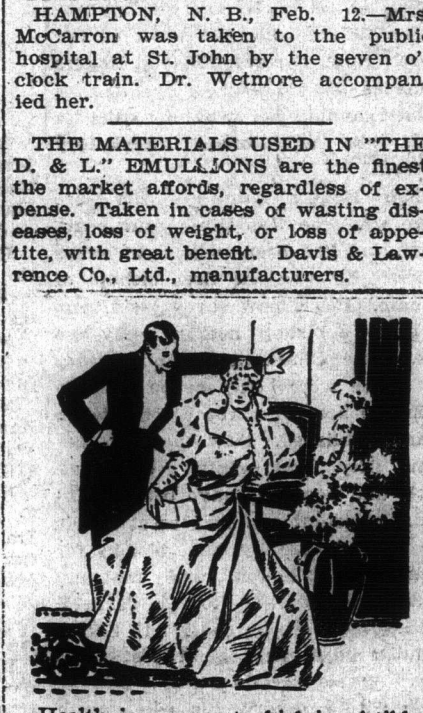 HAMPTON, N. B., Feb. 12.—Mrs
McCarron was taken to the public
hospital at St. John by the seven o'
clock train. Dr. Wetmore accompan
ied her.
THE MATERIALS USED IN "THE
D. & L." EMULLIONS are the finest
the market affords, regardless of ex-
pense. Taken in cases of wasting dis-
eases, loss of weight, or loss of appe-
tite, with great benefit. Davis & Law-
rence Co., Ltd., manufacturers.